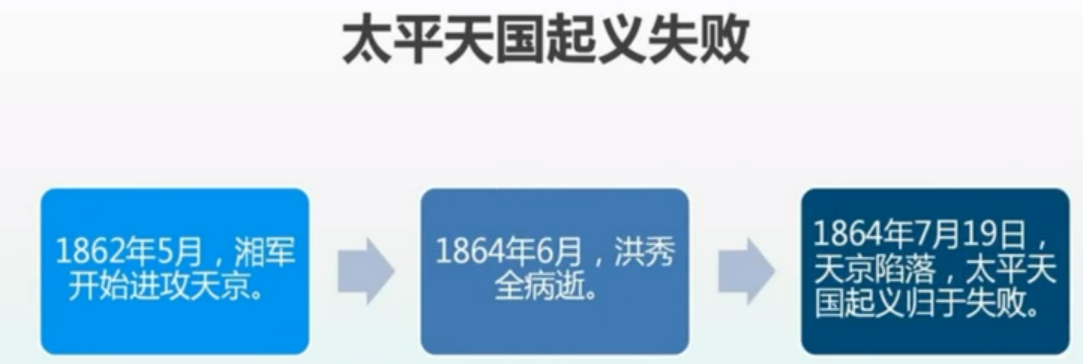 太平天国起义失败
1862年5月，湘军
开始进攻天京。
1864年6月，洪秀
全病逝。
1864年7月19日，
天京陷落，太平天
国起义归于失败。